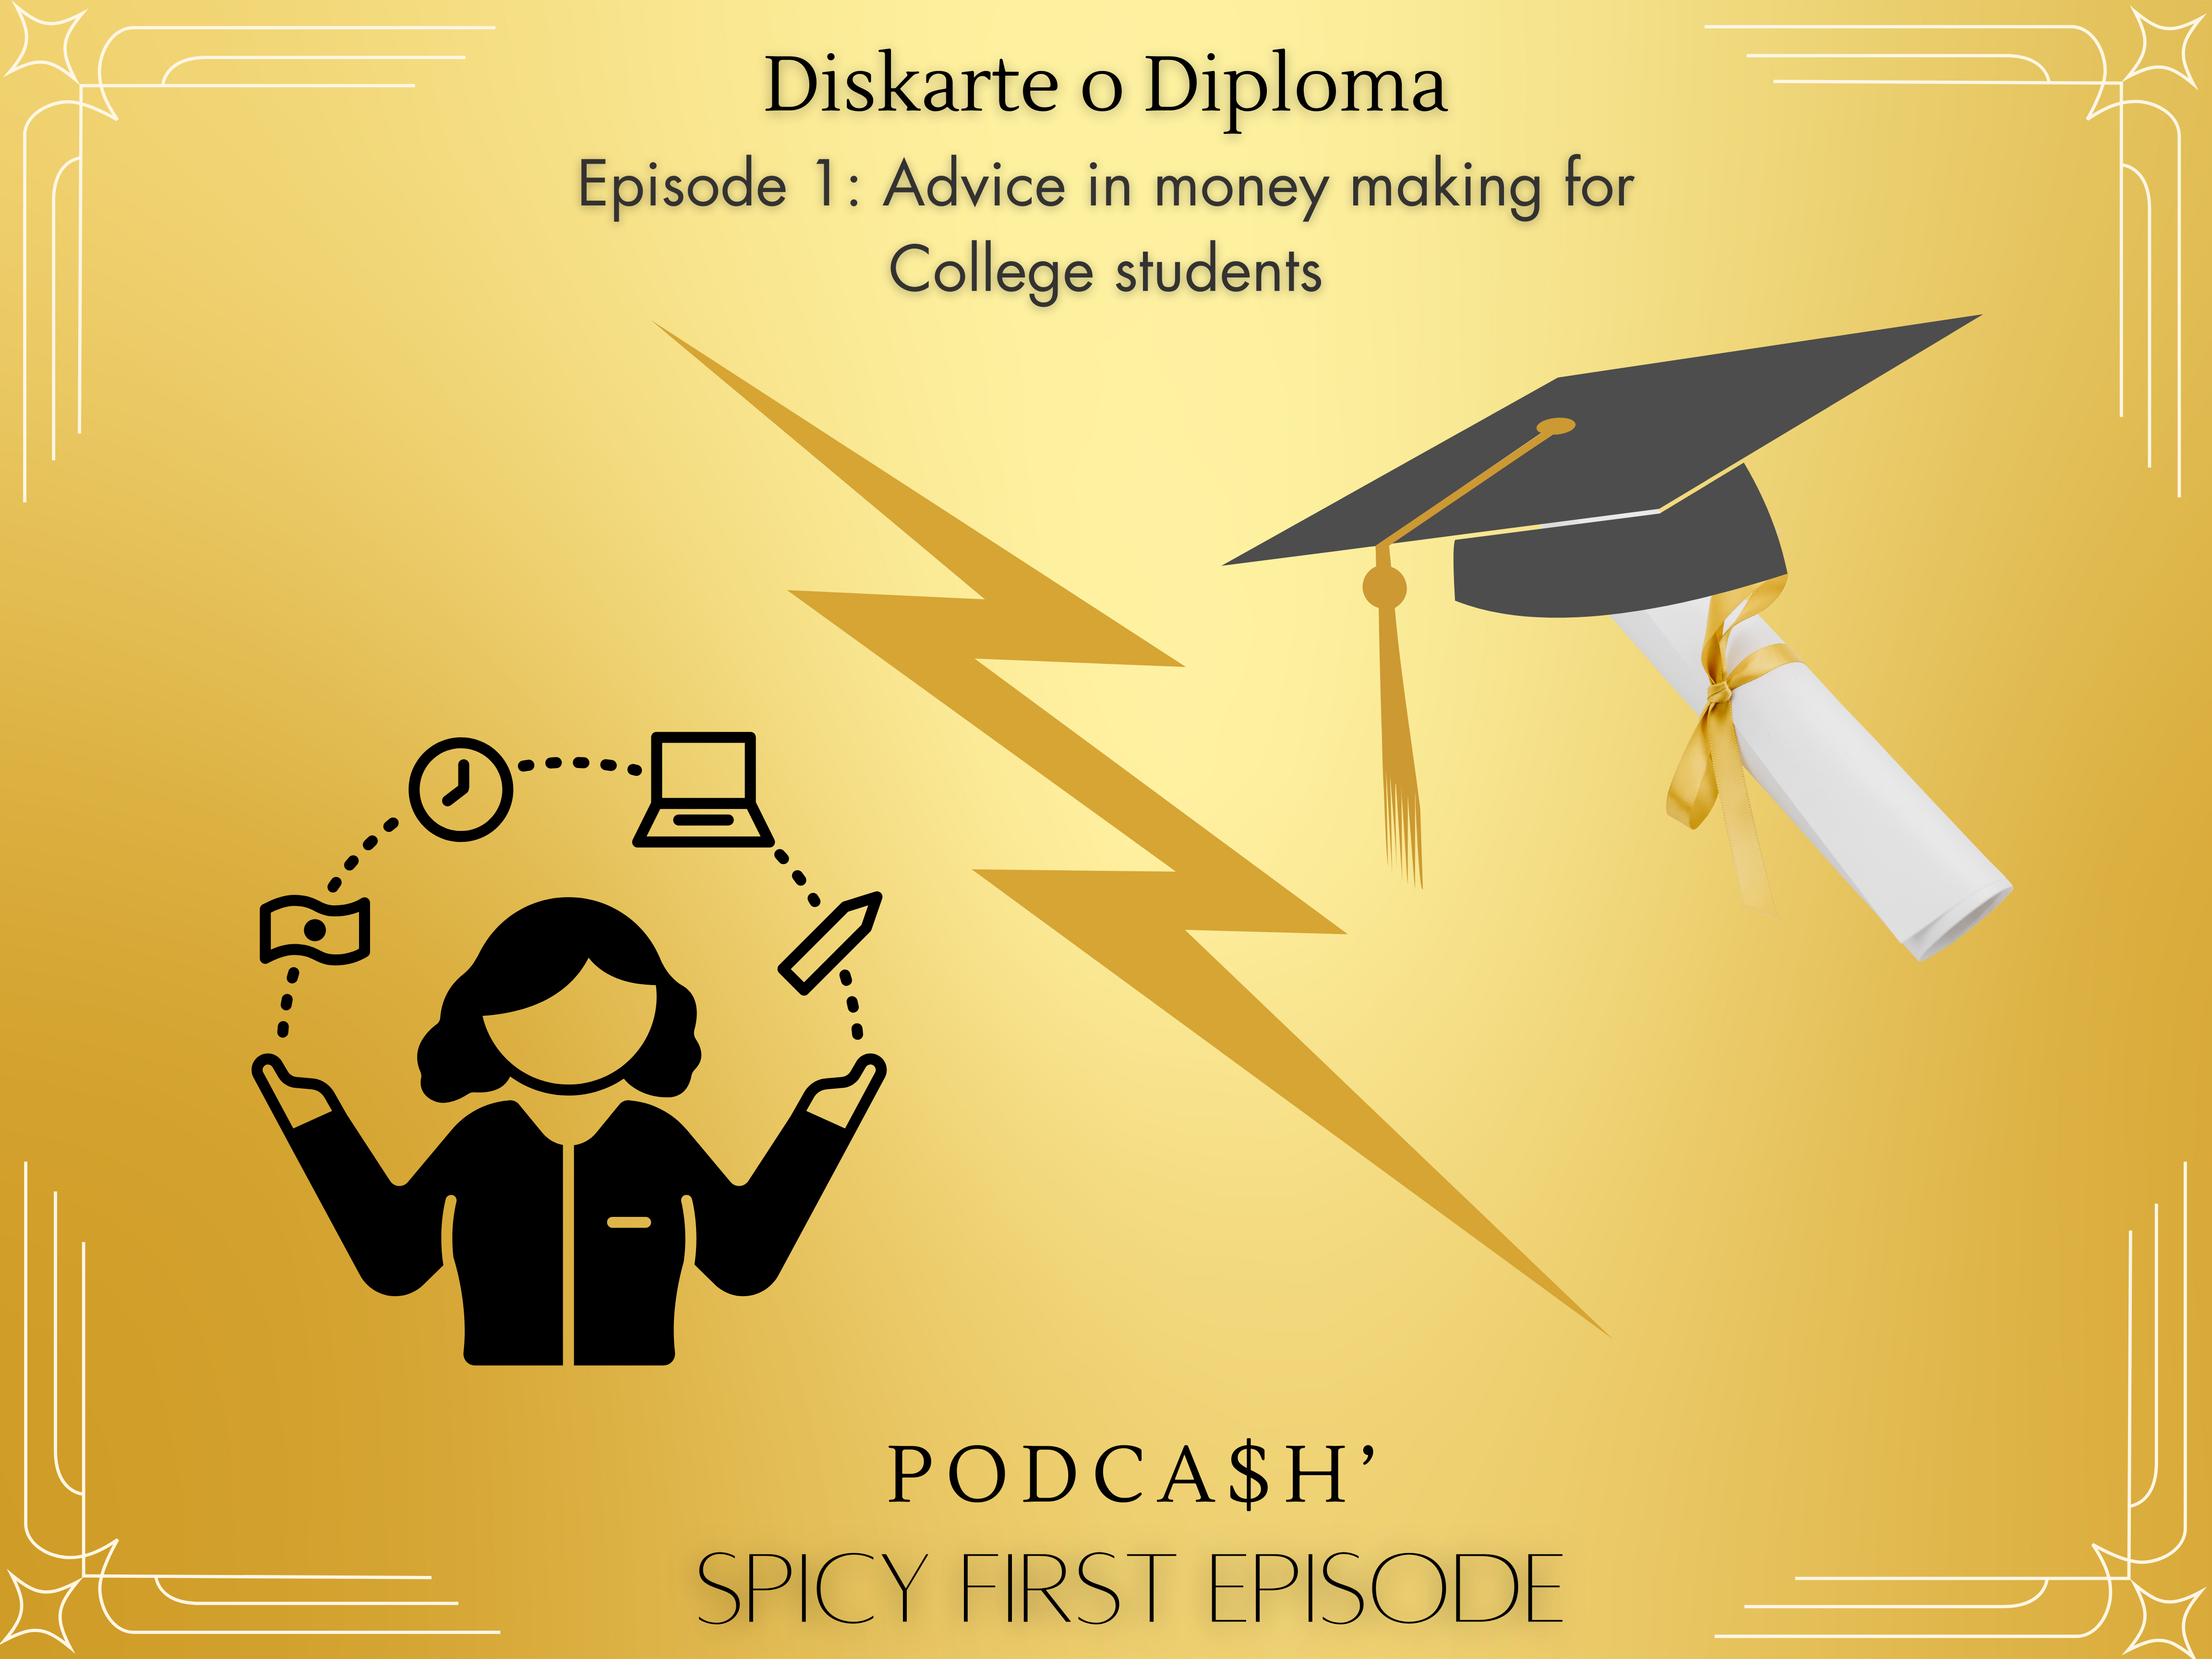 Diskarte o Diploma
Episode 1: Advice in money making for
College students
PODCA$H’
SPICY FIRST EPISODE